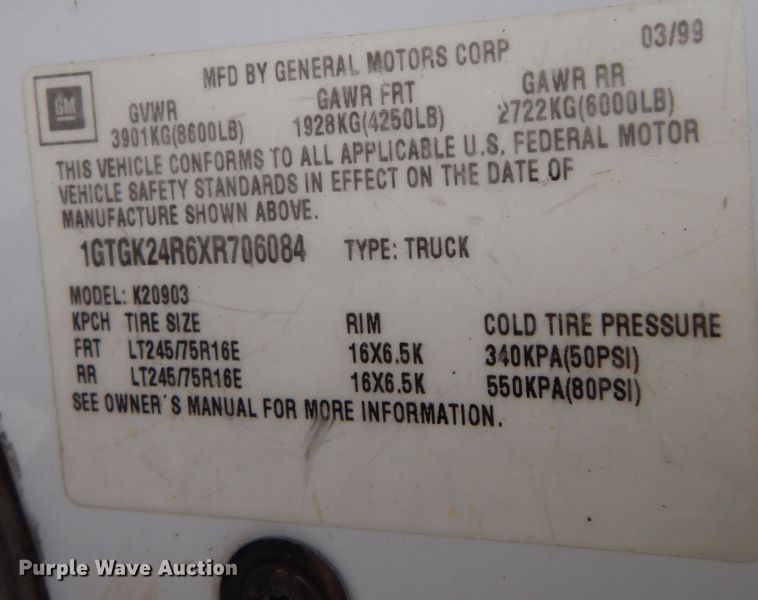 MFD BY GENERAL MOTORS CORP 03/99
GM
GVWR GAWR FRT GAWR RR
3901KG(8600LB) 1928KG(4250LB) 2722KG(6000LB)
THIS VEHICLE CONFORMS TO ALL APPLICABLE U.S. FEDERAL MOTOR
VEHICLE SAFETY STANDARDS IN EFFECT ON THE DATE OF
MANUFACTURE SHOWN ABOVE.
1GTGK24R6XR706084 TYPE: TRUCK
MODEL: K20903
KPCH TIRE SIZE RIM COLD TIRE PRESSURE
FRT LT245/75R16E 16X6.5K 340KPA(50PSI)
RR LT245/75R16E 16X6.5K 550KPA(80PSI)
SEE OWNER'S MANUAL FOR MORE INFORMATION.
Purple Wave Auction